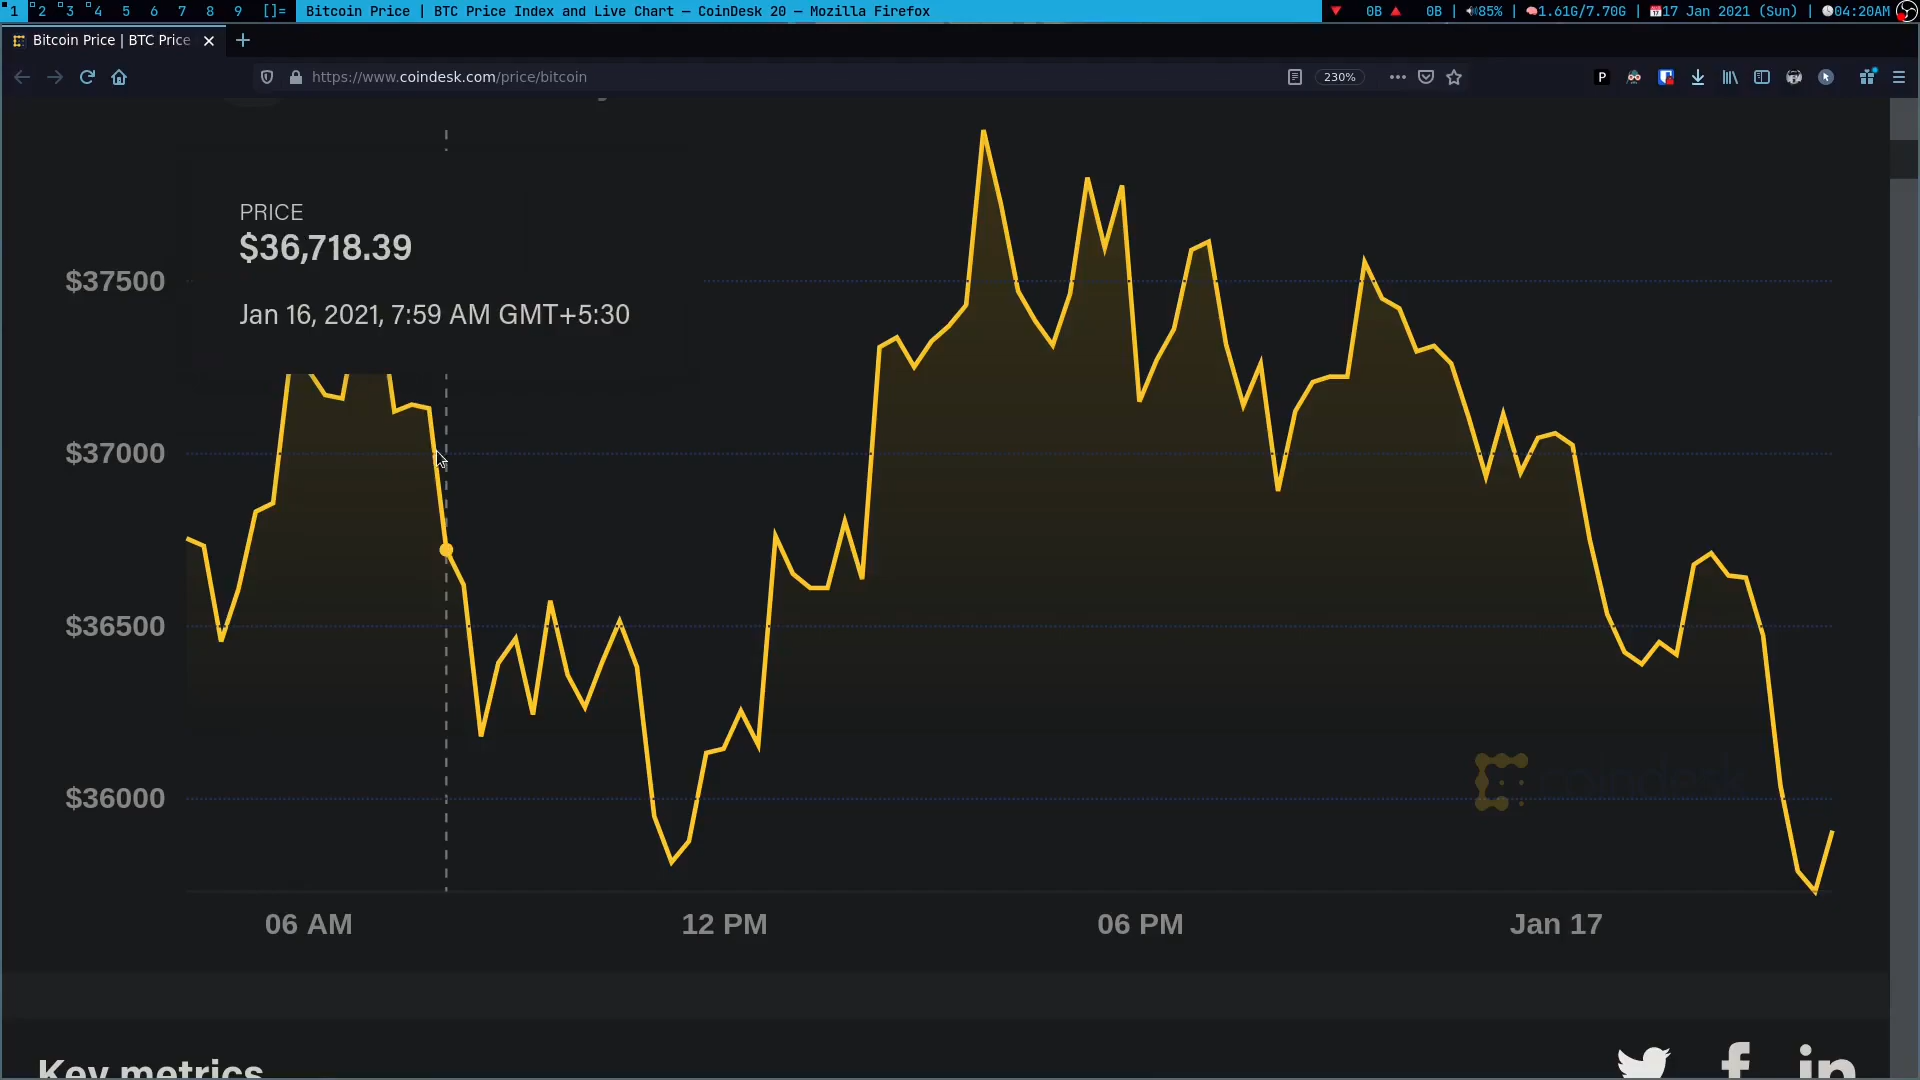 1 2 3 4 5 6 7 8 9 []= Bitcoin Price | BTC Price Index and Live Chart — CoinDesk 20 — Mozilla Firefox 0B 0B | 85% | 1.61G/7.70G | 17 Jan 2021 (Sun) | 04:20AM
Bitcoin Price | BTC Price
https://www.coindesk.com/price/bitcoin 230% P
PRICE
$36,718.39
$37500
Jan 16, 2021, 7:59 AM GMT+5:30
$37000
$36500
$36000
06 AM 12 PM 06 PM Jan 17
Key metrics